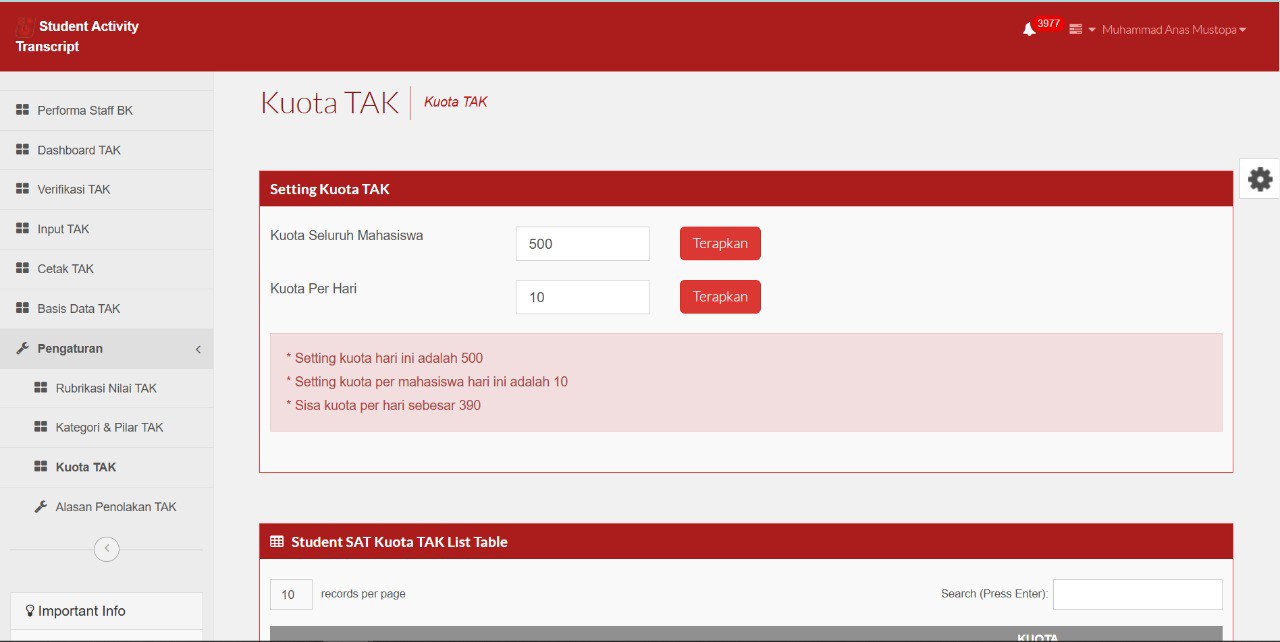 Student Activity
Transcript
3977
Muhammad Anas Mustopa
Performa Staff BK
Dashboard TAK
Verifikasi TAK
Input TAK
Cetak TAK
Basis Data TAK
Pengaturan
Rubrikasi Nilai TAK
Kategori & Pilar TAK
Kuota TAK
Alasan Penolakan TAK
Important Info
Kuota TAK
Kuota TAK
Setting Kuota TAK
Kuota Seluruh Mahasiswa 500 Terapkan
Kuota Per Hari 10 Terapkan
* Setting kuota hari ini adalah 500
* Setting kuota per mahasiswa hari ini adalah 10
* Sisa kuota per hari sebesar 390
Student SAT Kuota TAK List Table
10 records per page Search (Press Enter):
KUOTA